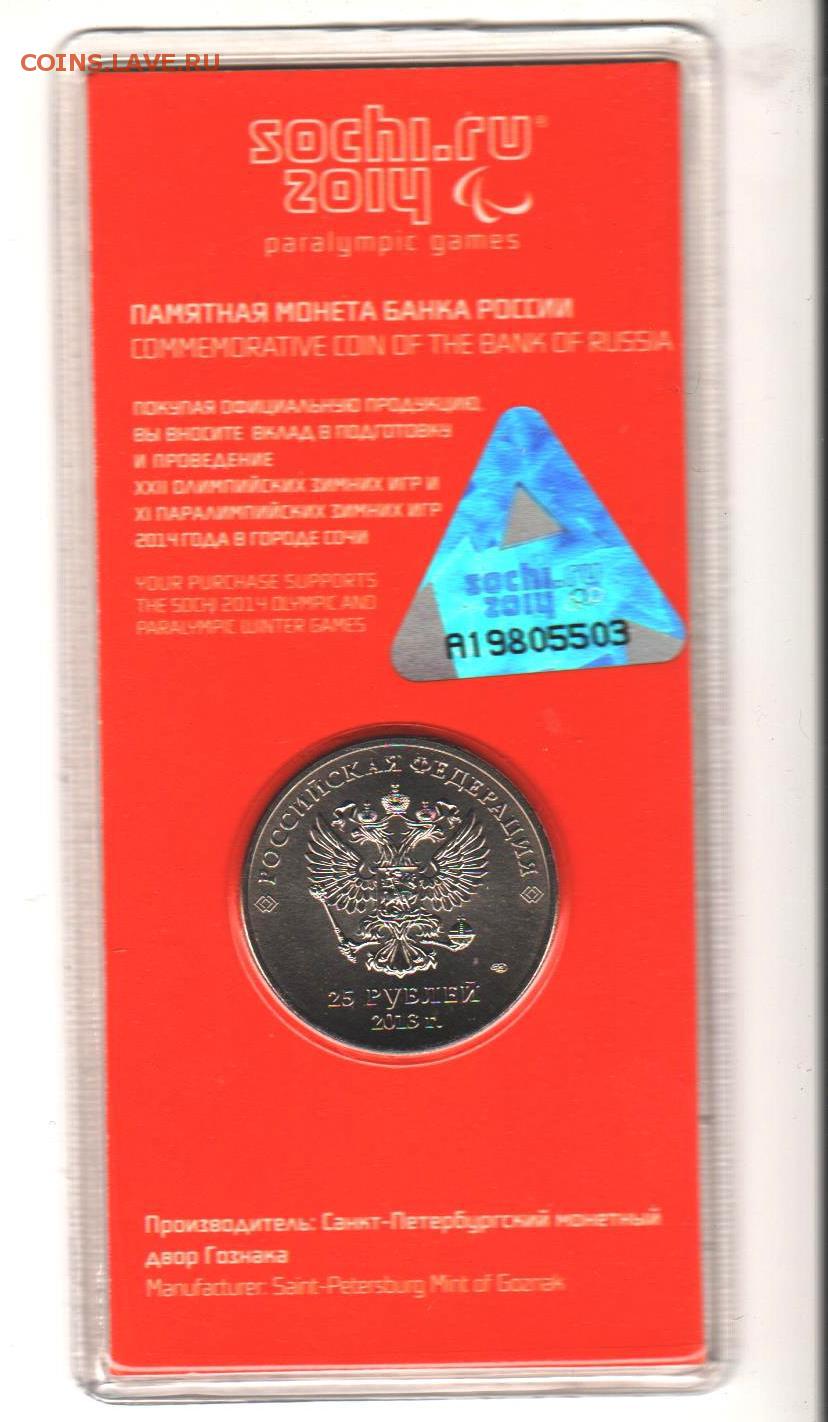 COINS.LAVE.RU
sochi.ru
2014
paralympic games
ПАМЯТНАЯ МОНЕТА БАНКА РОССИИ
COMMEMORATIVE COIN OF THE BANK OF RUSSIA
ПОКУПАЯ ОФИЦИАЛЬНУЮ ПРОДУКЦИЮ,
ВЫ ВНОСИТЕ ВКЛАД В ПОДГОТОВКУ
И ПРОВЕДЕНИЕ
XXII ОЛИМПИЙСКИХ ЗИМНИХ ИГР И
XI ПАРАЛИМПИЙСКИХ ЗИМНИХ ИГР
2014 ГОДА В ГОРОДЕ СОЧИ
YOUR PURCHASE SUPPORTS
THE SOCHI 2014 OLYMPIC AND
PARALYMPIC WINTER GAMES
sochi.ru
2014
A19805503
РОССИЙСКАЯ ФЕДЕРАЦИЯ
25 РУБЛЕЙ
2013 г.
Производитель: Санкт-Петербургский монетный
двор Гознака
Manufacturer: Saint-Petersburg Mint of Goznak